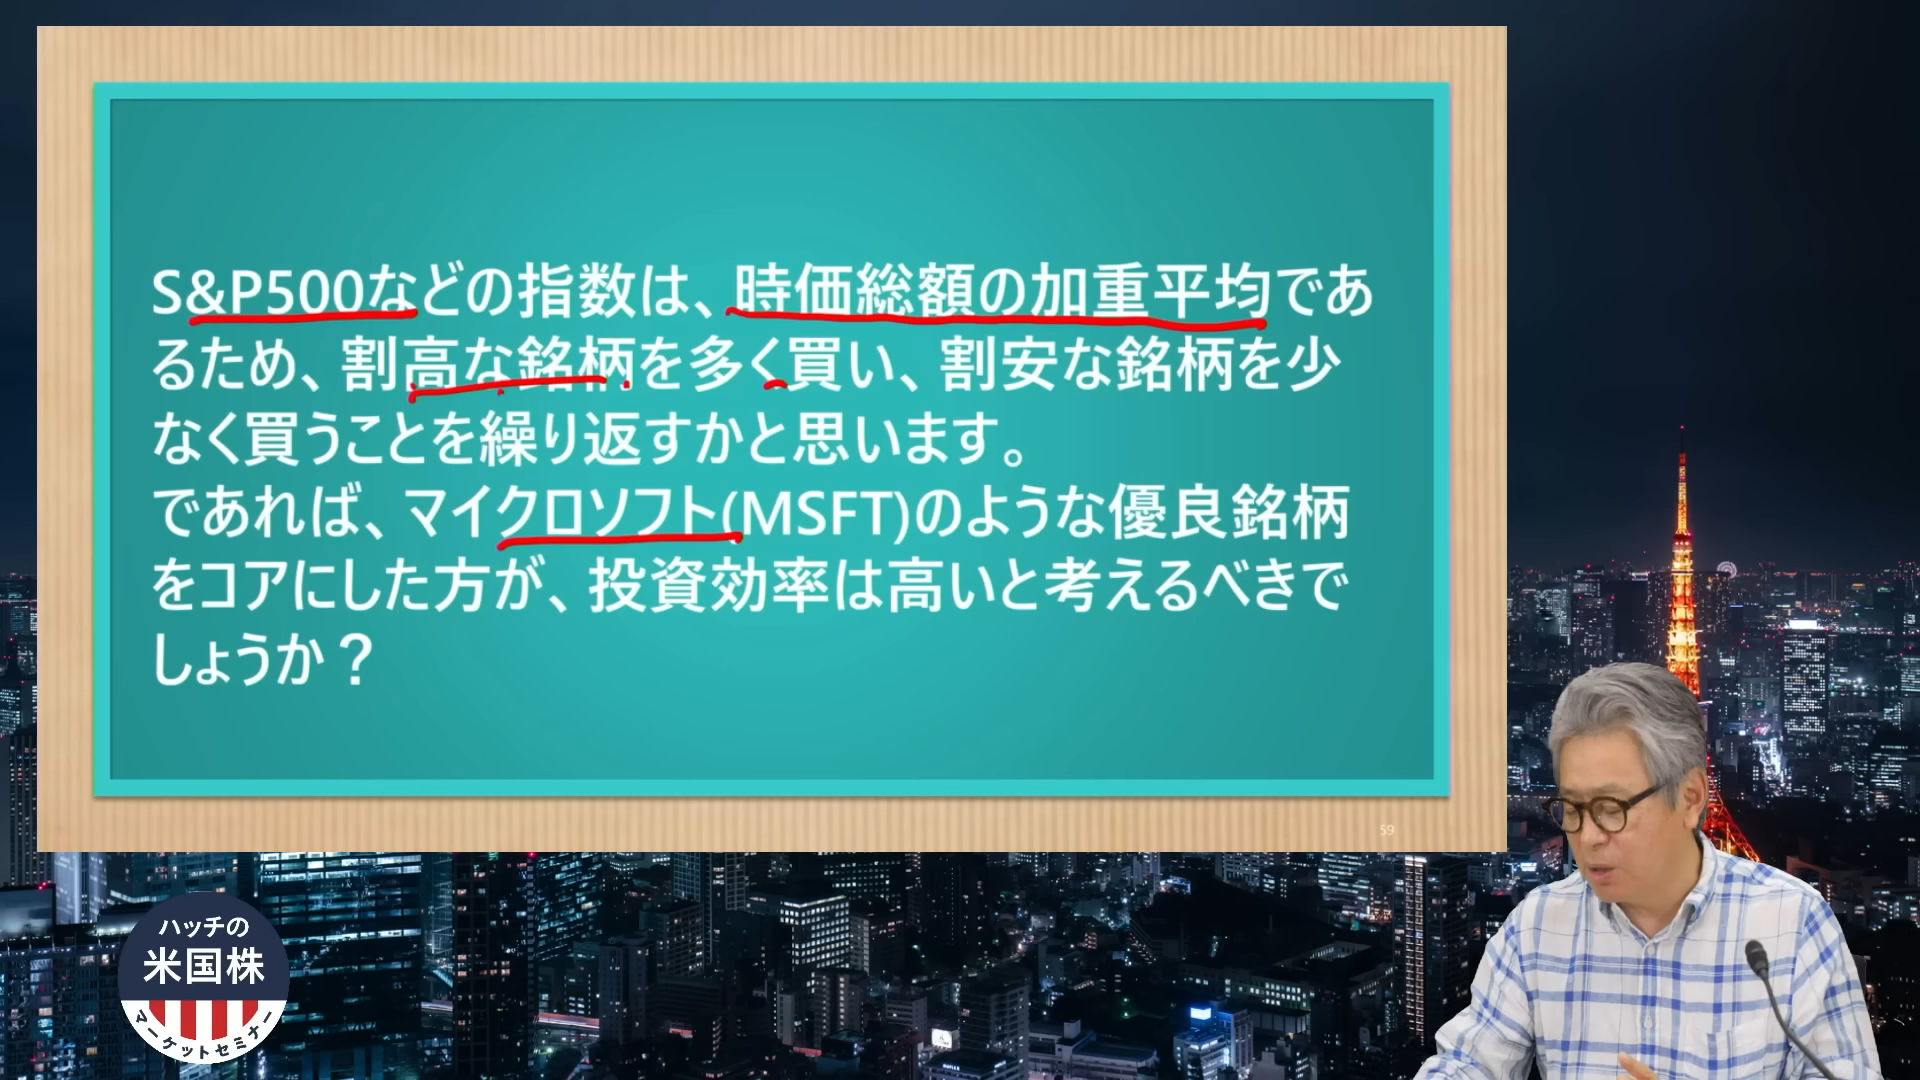 S&P500などの指数は、時価総額の加重平均であ
るため、割高な銘柄を多く買い、割安な銘柄を少
なく買うことを繰り返すかと思います。
であれば、マイクロソフト(MSFT)のような優良銘柄
をコアにした方が、投資効率は高いと考えるべきで
しょうか？
59
ハッチの
米国株
マーケットセミナー